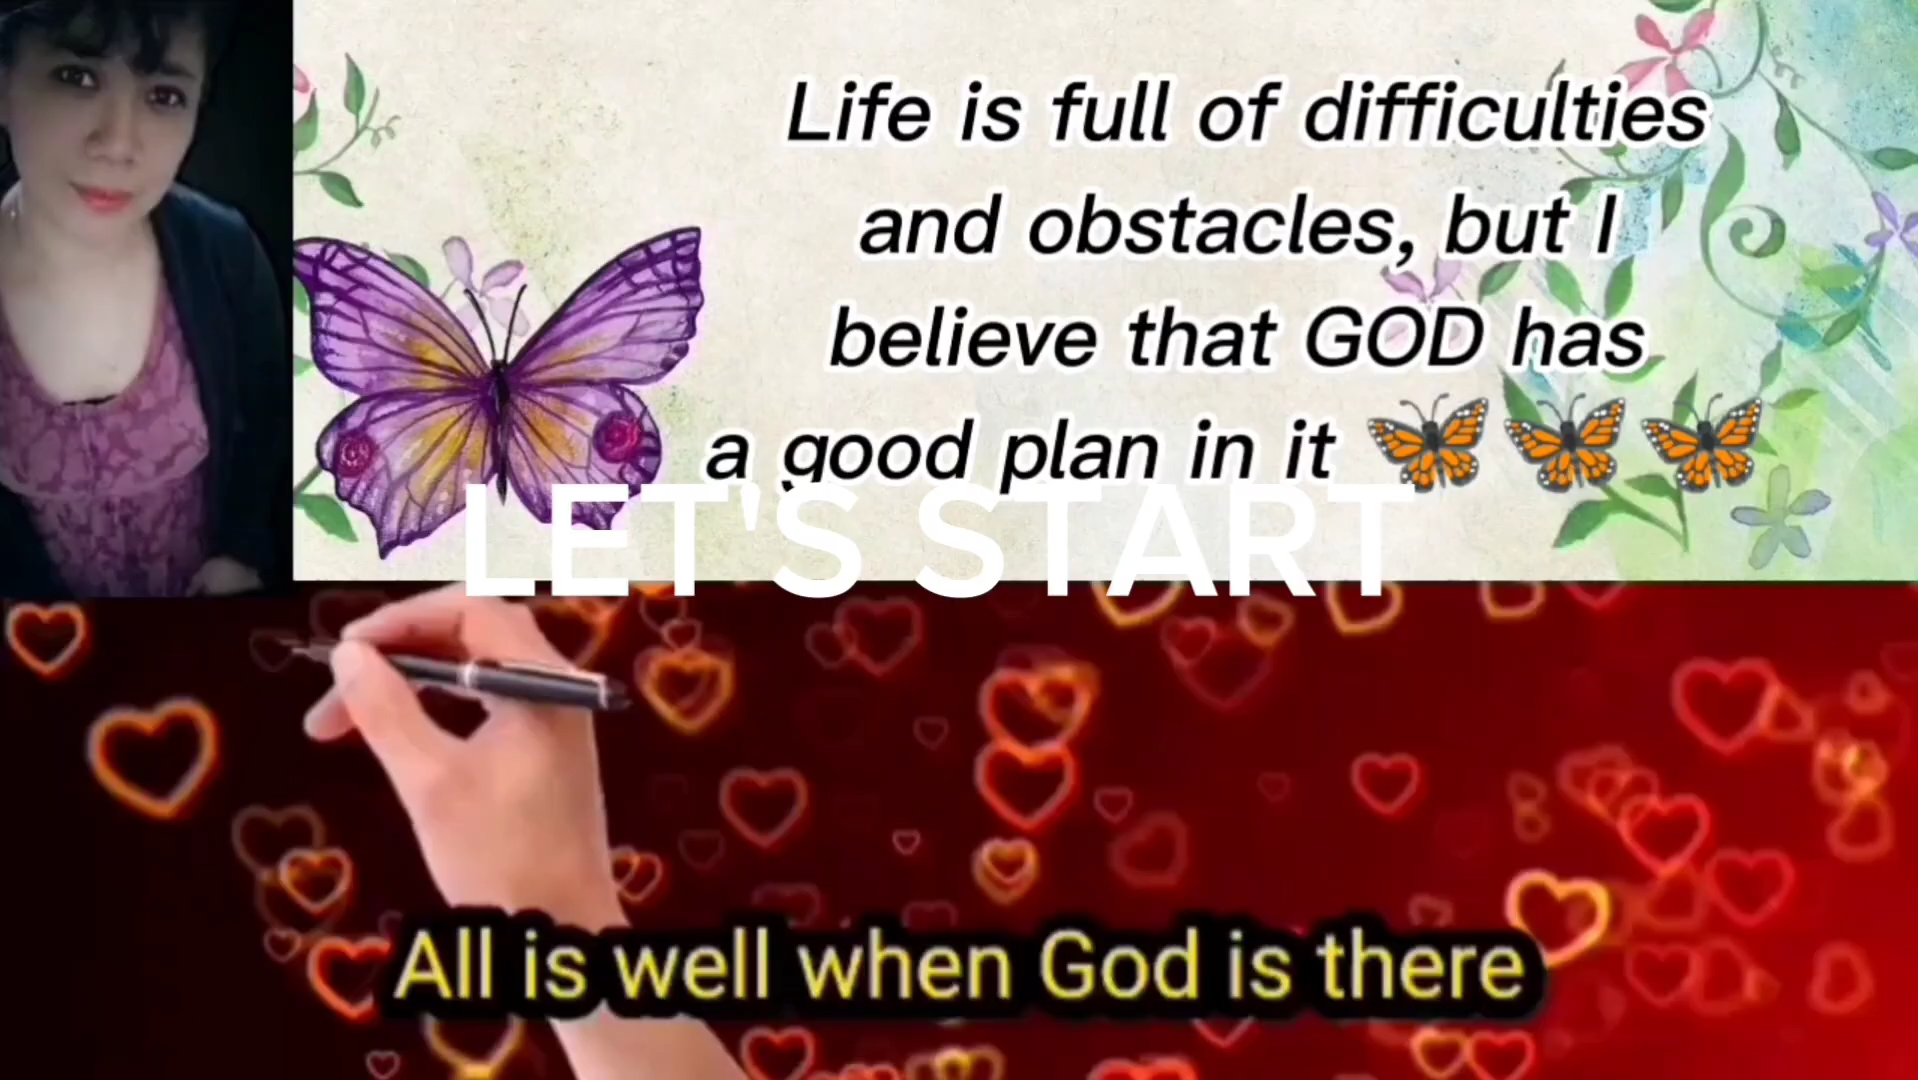 Life is full of difficulties
and obstacles, but I
believe that GOD has
a good plan in it 🦋🦋🦋
LET'S START
All is well when God is there